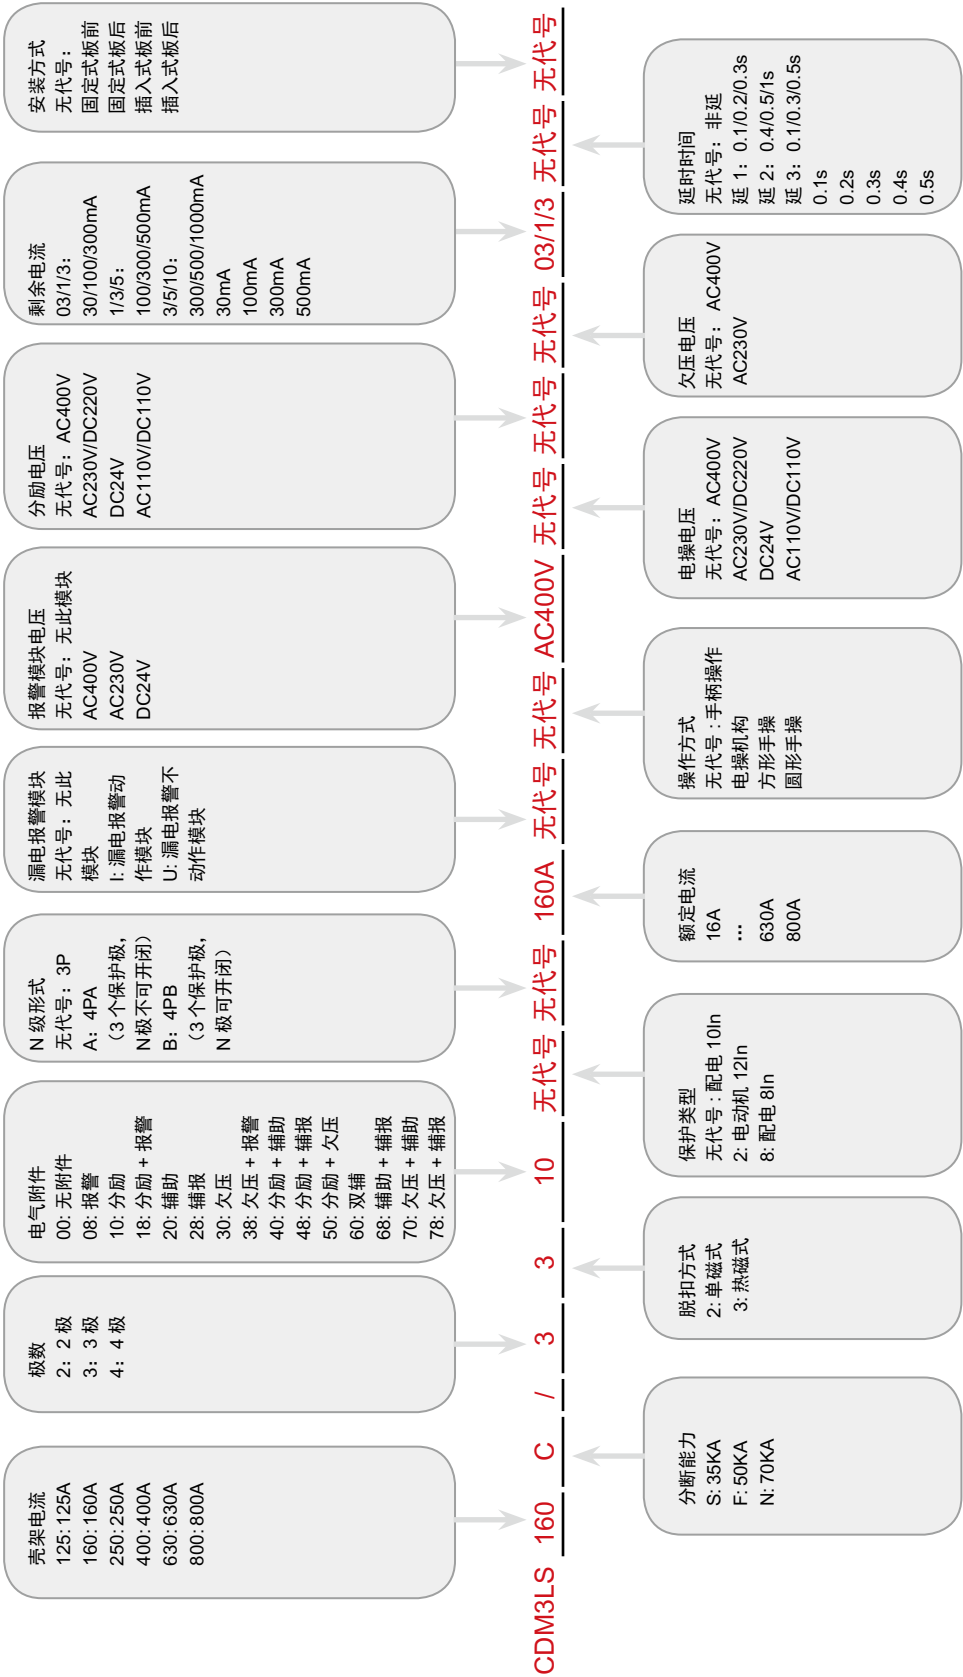 壳架电流
125: 125A
160: 160A
250: 250A
400: 400A
630: 630A
800: 800A
极数
2: 2 极
3: 3 极
4: 4 极
电气附件
00: 无附件
08: 报警
10: 分励
18: 分励 + 报警
20: 辅助
28: 辅报
30: 欠压
38: 欠压 + 报警
40: 分励 + 辅助
48: 分励 + 辅报
50: 分励 + 欠压
60: 双辅
68: 辅助 + 辅报
70: 欠压 + 辅助
78: 欠压 + 辅报
N 级形式
无代号: 3P
A: 4PA
(3 个保护极,
N极不可开闭)
B: 4PB
(3 个保护极,
N 极可开闭)
漏电报警模块
无代号: 无此
模块
I: 漏电报警动
作模块
U: 漏电报警不
动作模块
报警模块电压
无代号: 无此模块
AC400V
AC230V
DC24V
分励电压
无代号: AC400V
AC230V/DC220V
DC24V
AC110V/DC110V
剩余电流
03/1/3:
30/100/300mA
1/3/5:
100/300/500mA
3/5/10:
300/500/1000mA
30mA
100mA
300mA
500mA
安装方式
无代号:
固定式板前
固定式板后
插入式板前
插入式板后
CDM3LS 160 C / 3 3 10 无代号 无代号 160A 无代号 无代号 AC400V 无代号 无代号 无代号 03/1/3 无代号 无代号
分断能力
S: 35KA
F: 50KA
N: 70KA
脱扣方式
2: 单磁式
3: 热磁式
保护类型
无代号 : 配电 10In
2: 电动机 12In
8: 配电 8In
额定电流
16A
...
630A
800A
操作方式
无代号 : 手柄操作
电操机构
方形手操
圆形手操
电操电压
无代号: AC400V
AC230V/DC220V
DC24V
AC110V/DC110V
欠压电压
无代号: AC400V
AC230V
延时时间
无代号: 非延
延 1: 0.1/0.2/0.3s
延 2: 0.4/0.5/1s
延 3: 0.1/0.3/0.5s
0.1s
0.2s
0.3s
0.4s
0.5s